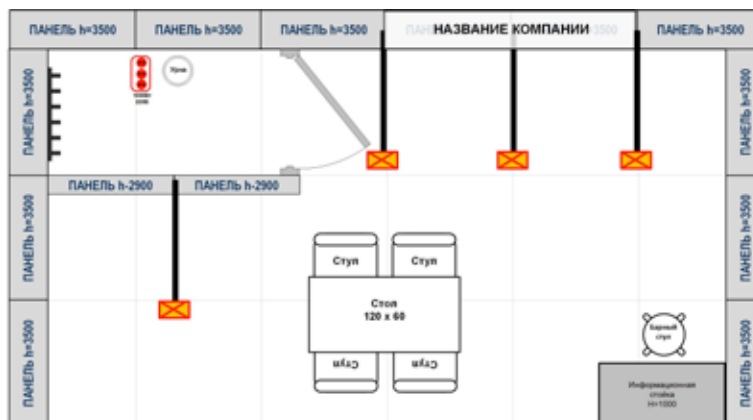 ПАНЕЛЬ h=3500
ПАНЕЛЬ h=3500
ПАНЕЛЬ h=3500
НАЗВАНИЕ КОМПАНИИ
ПАНЕЛЬ h=3500
ПАНЕЛЬ h=3500
ПАНЕЛЬ h=3500
ПАНЕЛЬ h-2900
ПАНЕЛЬ h-2900
ПАНЕЛЬ h=3500
ПАНЕЛЬ h=3500
Стул
Стул
Стол
120 x 60
Стул
Стул
Барный
стул
ПАНЕЛЬ h=3500
ПАНЕЛЬ h=3500
Информационная
стойка
H=1000